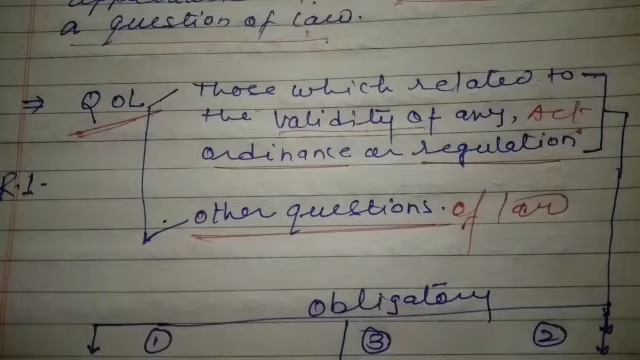 a question of law.
⇒ QOL Those which related to
the validity of any, Act
ordinance or regulation
R.1-
other questions. of law
Obligatory
① ③ ②